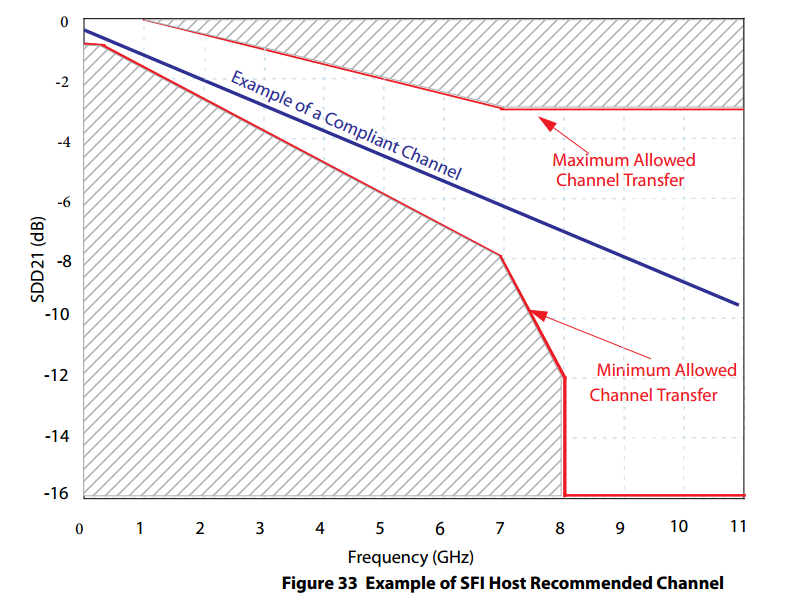 0
-2
-4
-6
-8
-10
-12
-14
-16
SDD21 (dB)
Example of a Compliant Channel
Maximum Allowed
Channel Transfer
Minimum Allowed
Channel Transfer
0 1 2 3 4 5 6 7 8 9 10 11
Frequency (GHz)
Figure 33 Example of SFI Host Recommended Channel